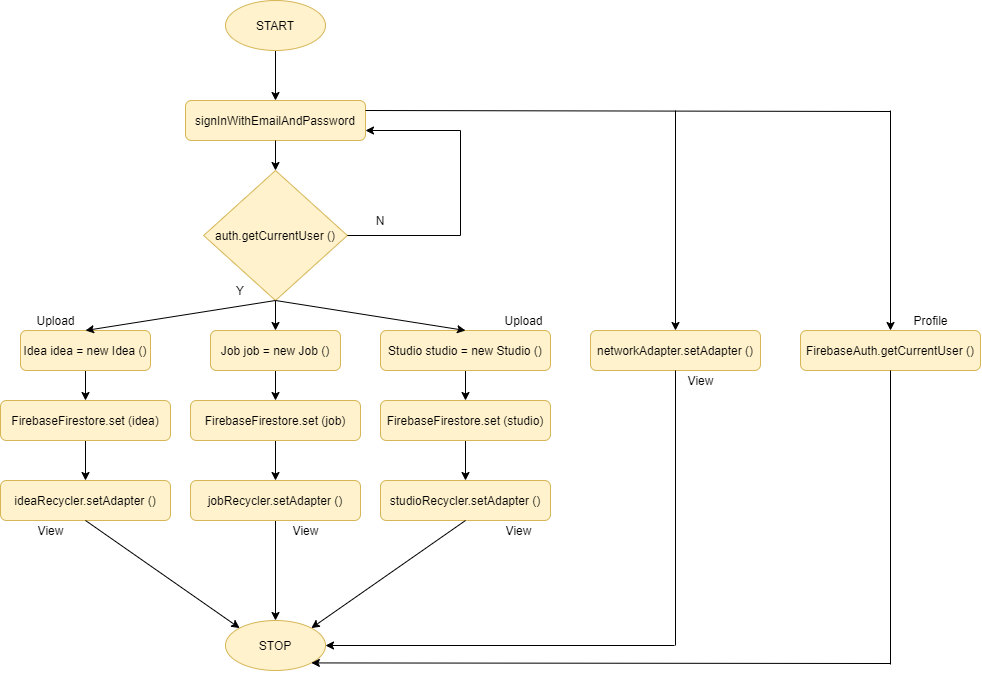 START
signInWithEmailAndPassword
N
auth.getCurrentUser ()
Y
Upload
Upload
Profile
Idea idea = new Idea ()
Job job = new Job ()
Studio studio = new Studio ()
networkAdapter.setAdapter ()
FirebaseAuth.getCurrentUser ()
View
FirebaseFirestore.set (idea)
FirebaseFirestore.set (job)
FirebaseFirestore.set (studio)
ideaRecycler.setAdapter ()
jobRecycler.setAdapter ()
studioRecycler.setAdapter ()
View
View
View
STOP